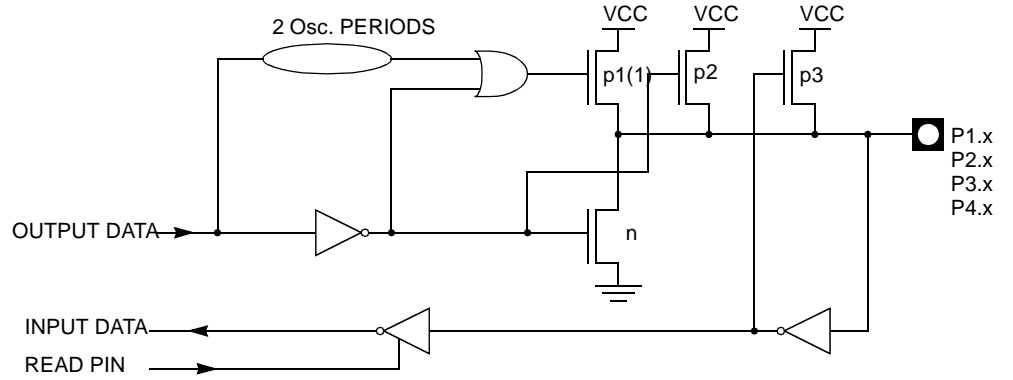 VCC VCC VCC
2 Osc. PERIODS
p1(1) p2 p3
P1.x
P2.x
P3.x
P4.x
OUTPUT DATA
n
INPUT DATA
READ PIN